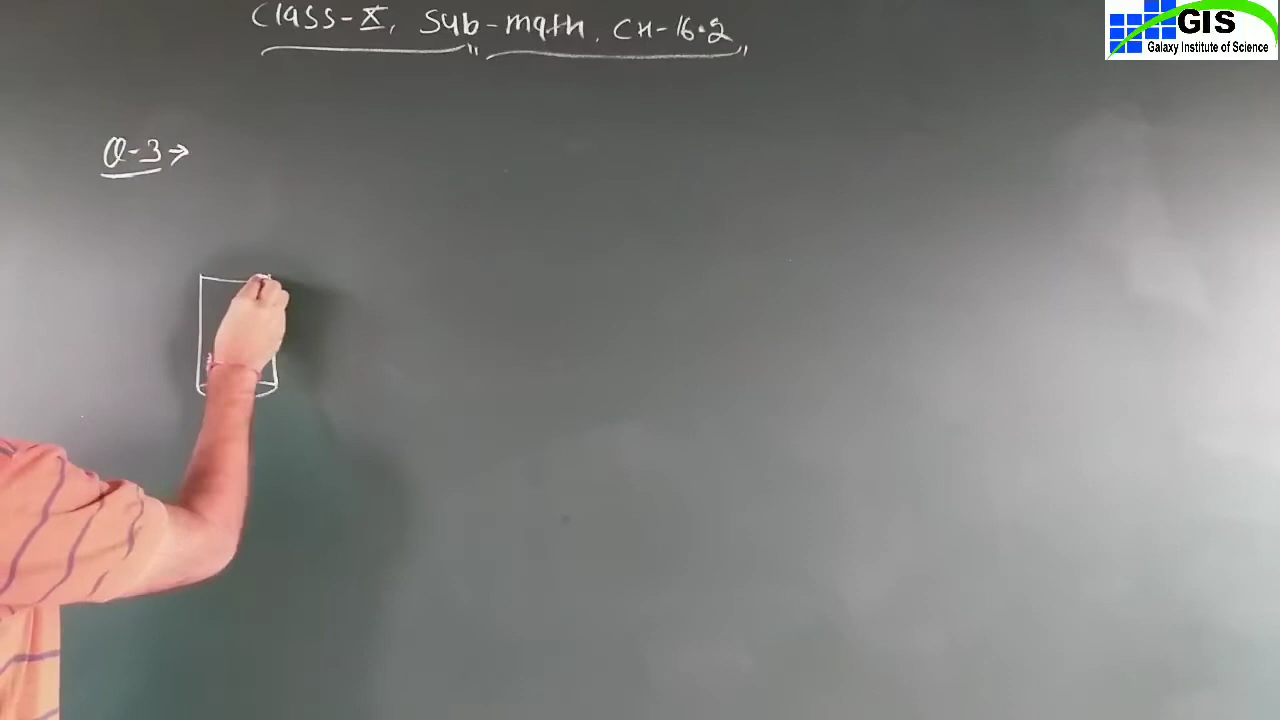 Class-X, Sub-math, CH-16.2"
GIS
Galaxy Institute of Science
Q-3→